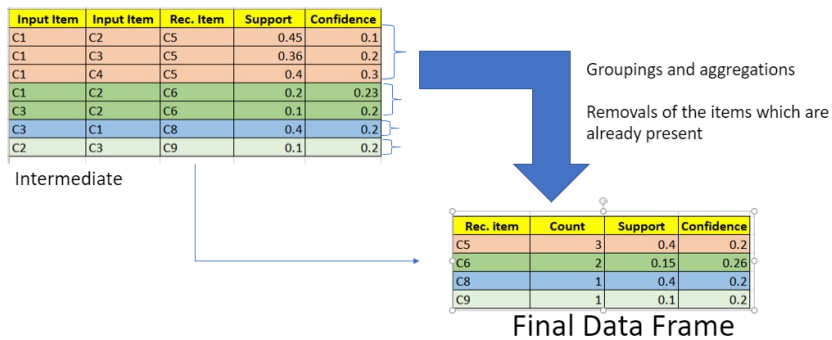 Input Item Input Item Rec. Item Support Confidence
C1 C2 C5 0.45 0.1
C1 C3 C5 0.36 0.2
C1 C4 C5 0.4 0.3
C1 C2 C6 0.2 0.23
C3 C2 C6 0.1 0.2
C3 C1 C8 0.4 0.2
C2 C3 C9 0.1 0.2
Intermediate
Groupings and aggregations
Removals of the items which are
already present
Rec. item Count Support Confidence
C5 3 0.4 0.2
C6 2 0.15 0.26
C8 1 0.4 0.2
C9 1 0.1 0.2
Final Data Frame